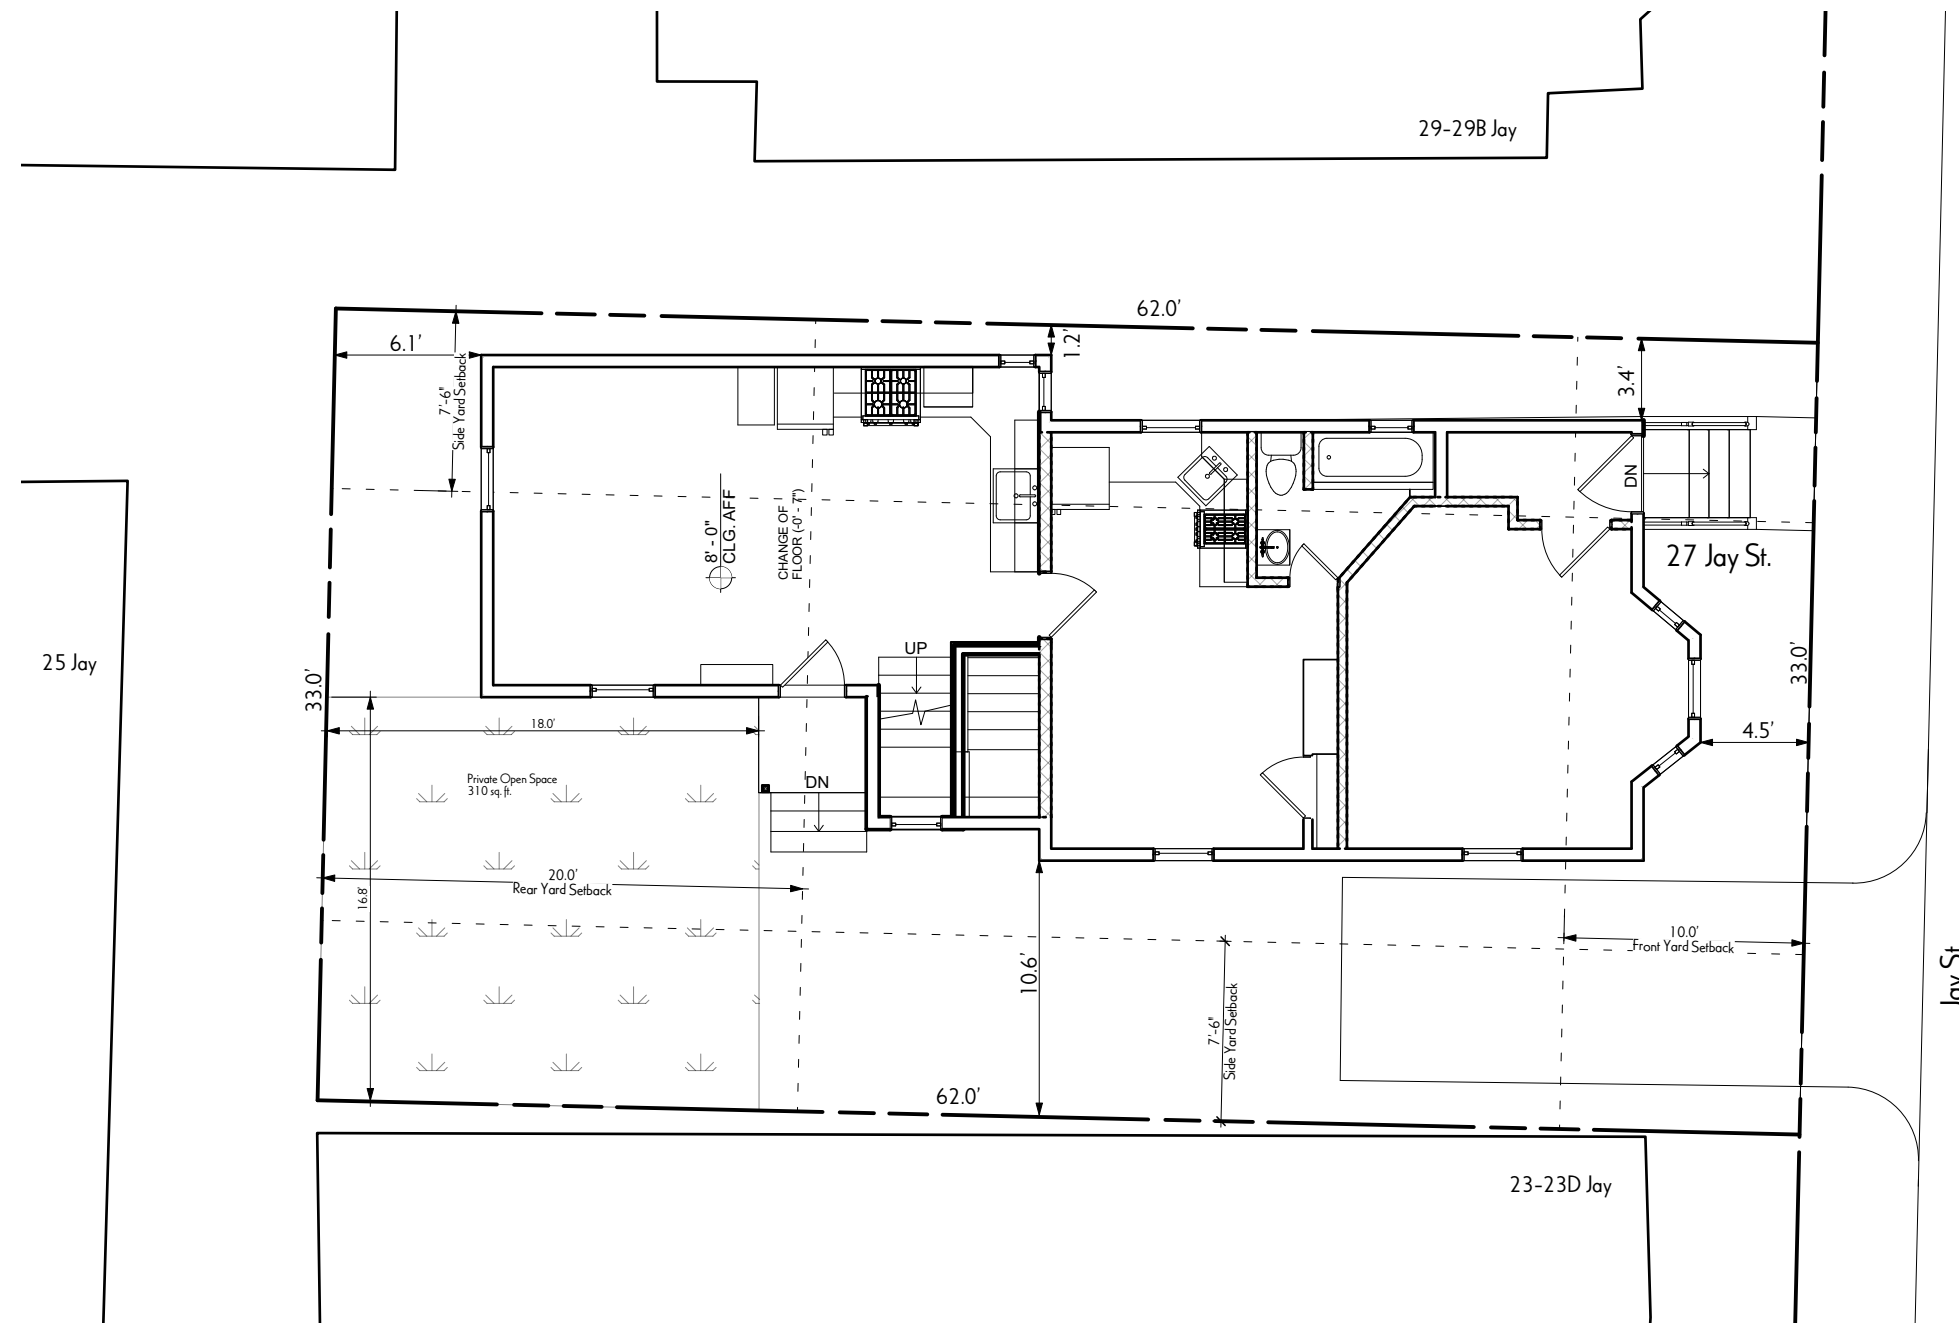 29-29B Jay
62.0'
6.1'
7'-6"
Side Yard Setback
1.2'
3.4'
8' - 0"
CLG. AFF
CHANGE OF
FLOOR (-0' - 7")
DN
27 Jay St.
25 Jay
33.0'
UP
33.0'
18.0'
4.5'
Private Open Space
310 sq. ft.
DN
20.0'
Rear Yard Setback
16.8'
10.0'
Front Yard Setback
10.6'
7'-6"
Side Yard Setback
Jay St
62.0'
23-23D Jay